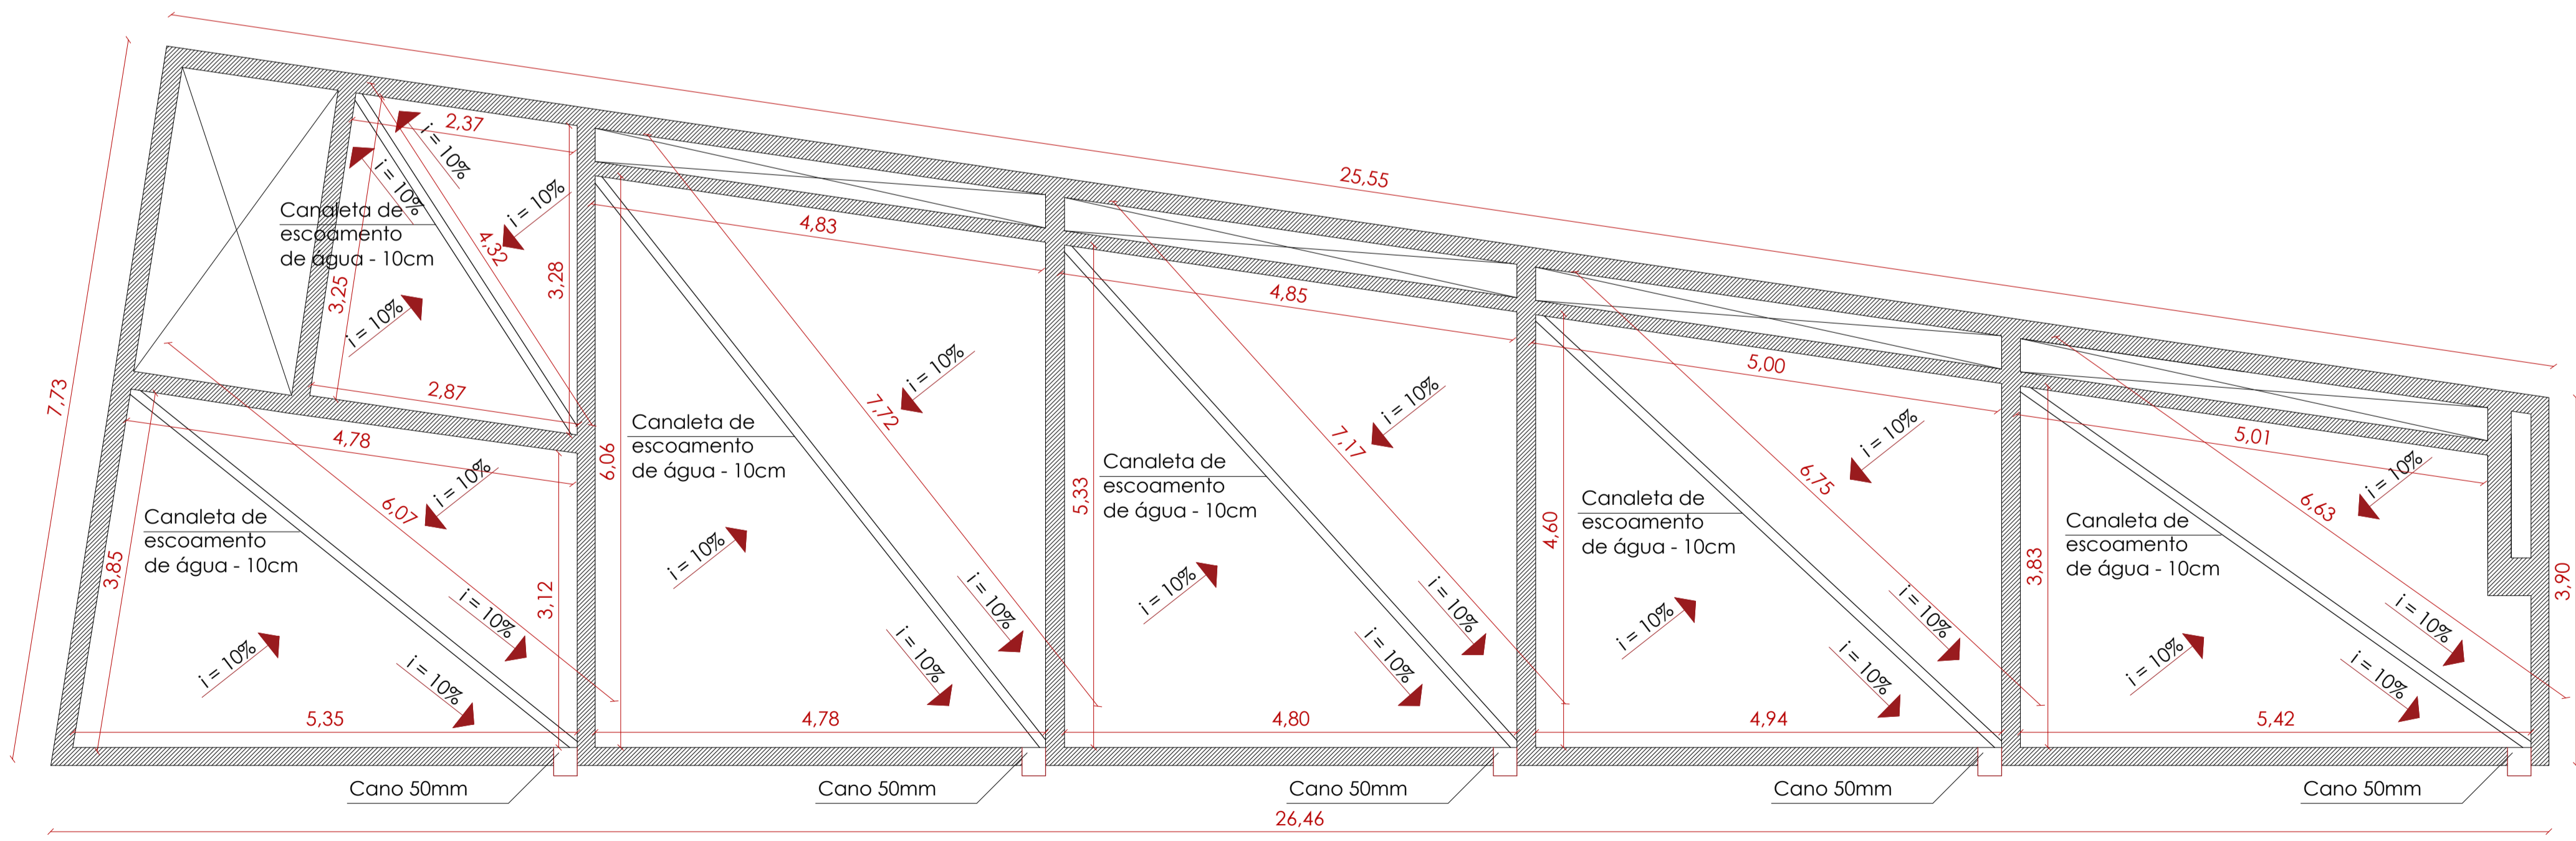 25,55
7,73
2,37
i = 10%
i = 10%
i = 10%
Canaleta de
escoamento
de água - 10cm
4,32
3,28
3,25
i = 10%
2,87
4,78
i = 10%
6,07
Canaleta de
escoamento
de água - 10cm
3,85
3,12
i = 10%
i = 10%
i = 10%
5,35
Cano 50mm
4,83
i = 10%
7,72
Canaleta de
escoamento
de água - 10cm
6,06
i = 10%
i = 10%
i = 10%
4,78
Cano 50mm
4,85
i = 10%
7,17
Canaleta de
escoamento
de água - 10cm
5,33
i = 10%
i = 10%
i = 10%
4,80
Cano 50mm
5,00
i = 10%
6,75
Canaleta de
escoamento
de água - 10cm
4,60
i = 10%
i = 10%
i = 10%
4,94
Cano 50mm
5,01
i = 10%
6,63
Canaleta de
escoamento
de água - 10cm
3,83
3,90
i = 10%
i = 10%
i = 10%
5,42
Cano 50mm
26,46